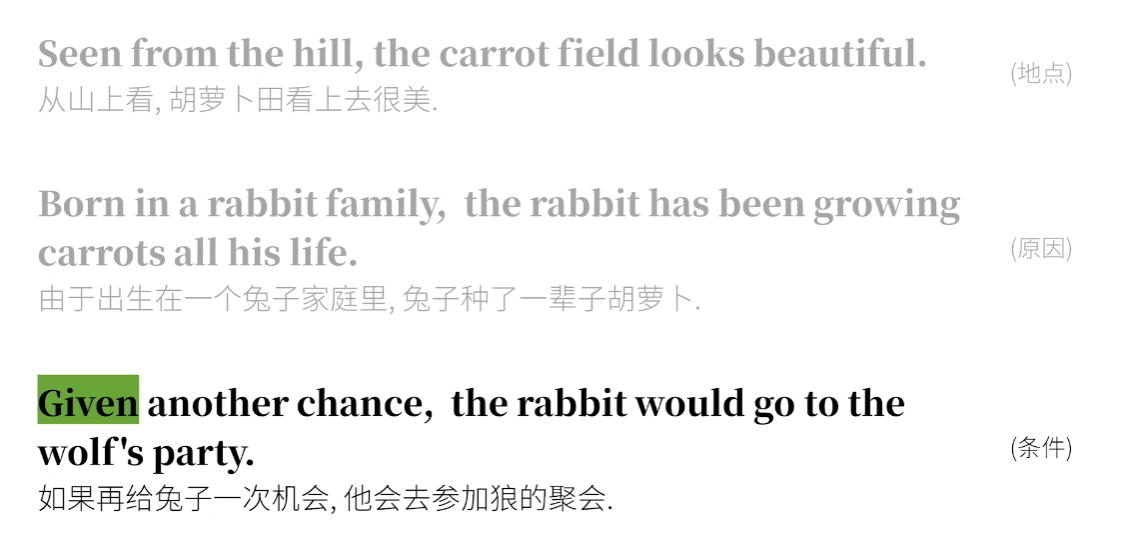 Seen from the hill, the carrot field looks beautiful.
从山上看, 胡萝卜田看上去很美.
(地点)
Born in a rabbit family, the rabbit has been growing
carrots all his life.
(原因)
由于出生在一个兔子家庭里, 兔子种了一辈子胡萝卜.
Given another chance, the rabbit would go to the
wolf's party.
(条件)
如果再给兔子一次机会, 他会去参加狼的聚会.